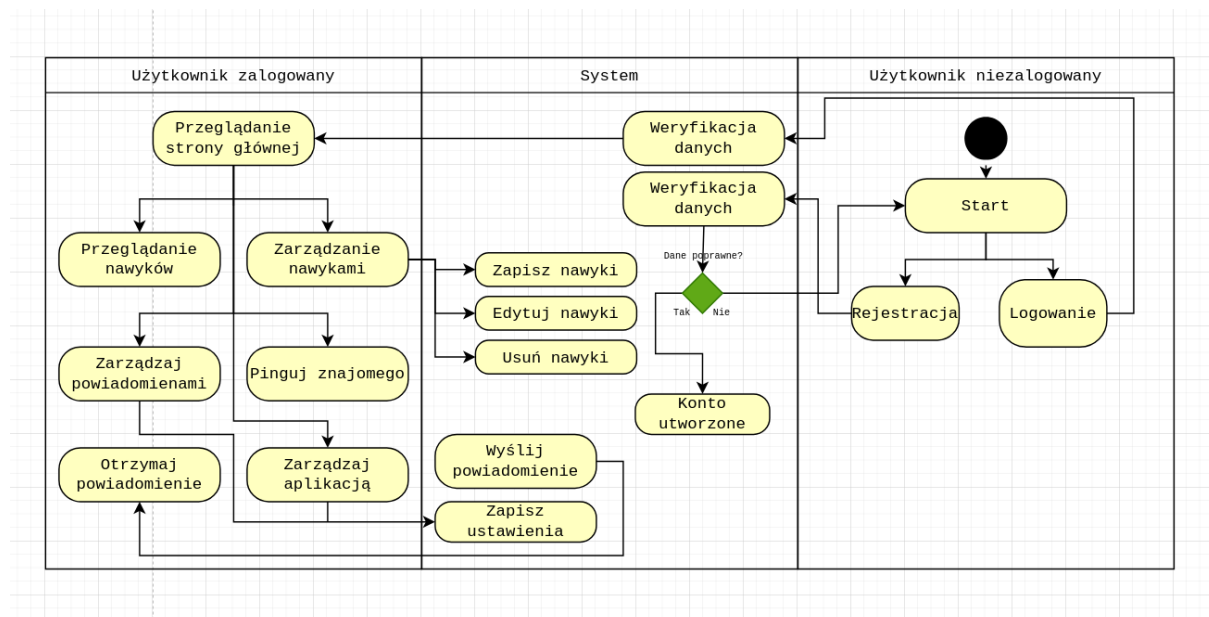 Użytkownik zalogowany
System
Użytkownik niezalogowany
Przeglądanie
strony głównej
Weryfikacja
danych
Weryfikacja
danych
Start
Przeglądanie
nawyków
Zarządzanie
nawykami
Dane poprawne?
Zapisz nawyki
Edytuj nawyki
Usuń nawyki
Tak
Nie
Rejestracja
Logowanie
Zarządzaj
powiadomienami
Pinguj znajomego
Konto
utworzone
Otrzymaj
powiadomienie
Zarządzaj
aplikacją
Wyślij
powiadomienie
Zapisz
ustawienia